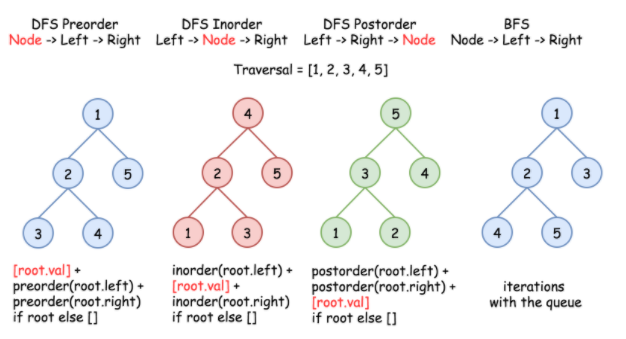 DFS Preorder
Node -> Left -> Right
DFS Inorder
Left -> Node -> Right
DFS Postorder
Left -> Right -> Node
BFS
Node -> Left -> Right
Traversal = [1, 2, 3, 4, 5]
1
2 5
3 4
4
2 5
1 3
5
3 4
1 2
1
2 3
4 5
[root.val] +
preorder(root.left) +
preorder(root.right)
if root else []
inorder(root.left) +
[root.val] +
inorder(root.right)
if root else []
postorder(root.left) +
postorder(root.right) +
[root.val]
if root else []
iterations
with the queue